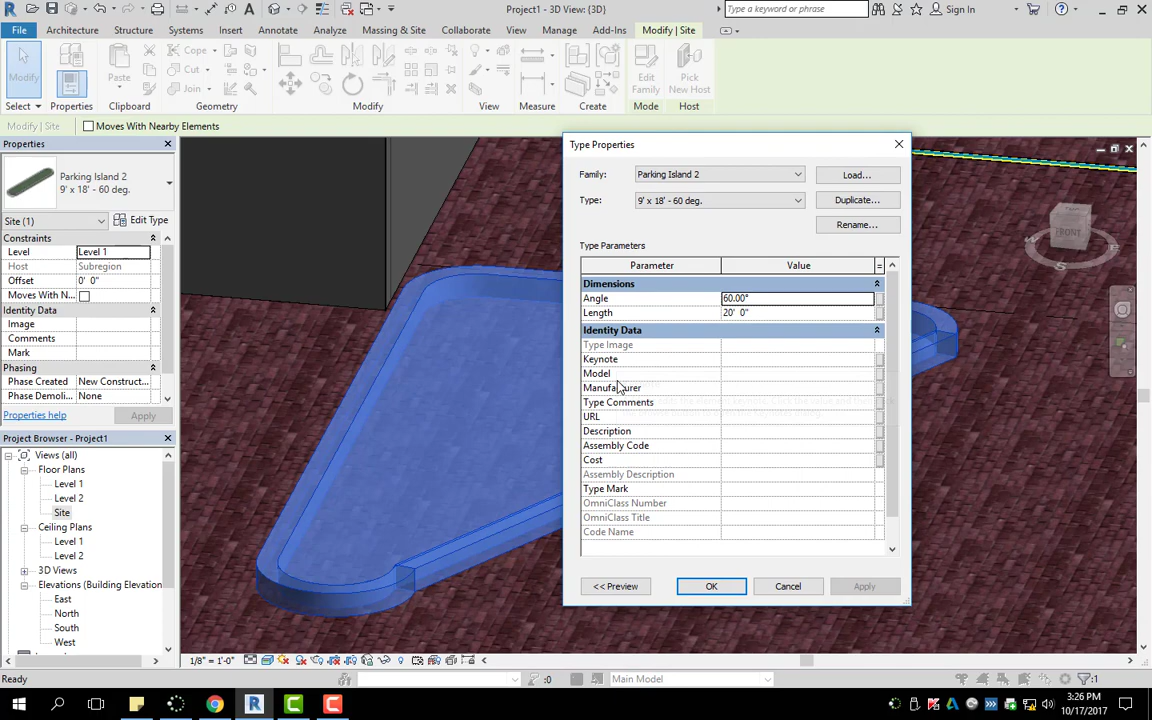 Project1 - 3D View: {3D}
Type a keyword or phrase
Sign In
File Architecture Structure Systems Insert Annotate Analyze Massing & Site Collaborate View Manage Add-Ins Modify | Site
Modify
Properties
Paste
Cope
Cut
Join
Edit Family
Pick New Host
Select Properties Clipboard Geometry Modify View Measure Create Mode Host
Modify | Site Moves With Nearby Elements
Properties
Parking Island 2
9' x 18' - 60 deg.
Site (1) Edit Type
Constraints
Level Level 1
Host Subregion
Offset 0' 0"
Moves With N...
Identity Data
Image
Comments
Mark
Phasing
Phase Created New Construct...
Phase Demoli... None
Properties help Apply
Project Browser - Project1
Views (all)
Floor Plans
Level 1
Level 2
Site
Ceiling Plans
Level 1
Level 2
3D Views
Elevations (Building Elevation
East
North
South
West
Type Properties
Family: Parking Island 2 Load...
Type: 9' x 18' - 60 deg. Duplicate...
Rename...
Type Parameters
Parameter Value =
Dimensions
Angle 60.00°
Length 20' 0"
Identity Data
Type Image
Keynote
Model
Manufacturer
Type Comments
URL
Description
Assembly Code
Cost
Assembly Description
Type Mark
OmniClass Number
OmniClass Title
Code Name
<< Preview OK Cancel Apply
FRONT
W
S
1/8" = 1'-0"
Ready :0 Main Model :1
3:26 PM
10/17/2017